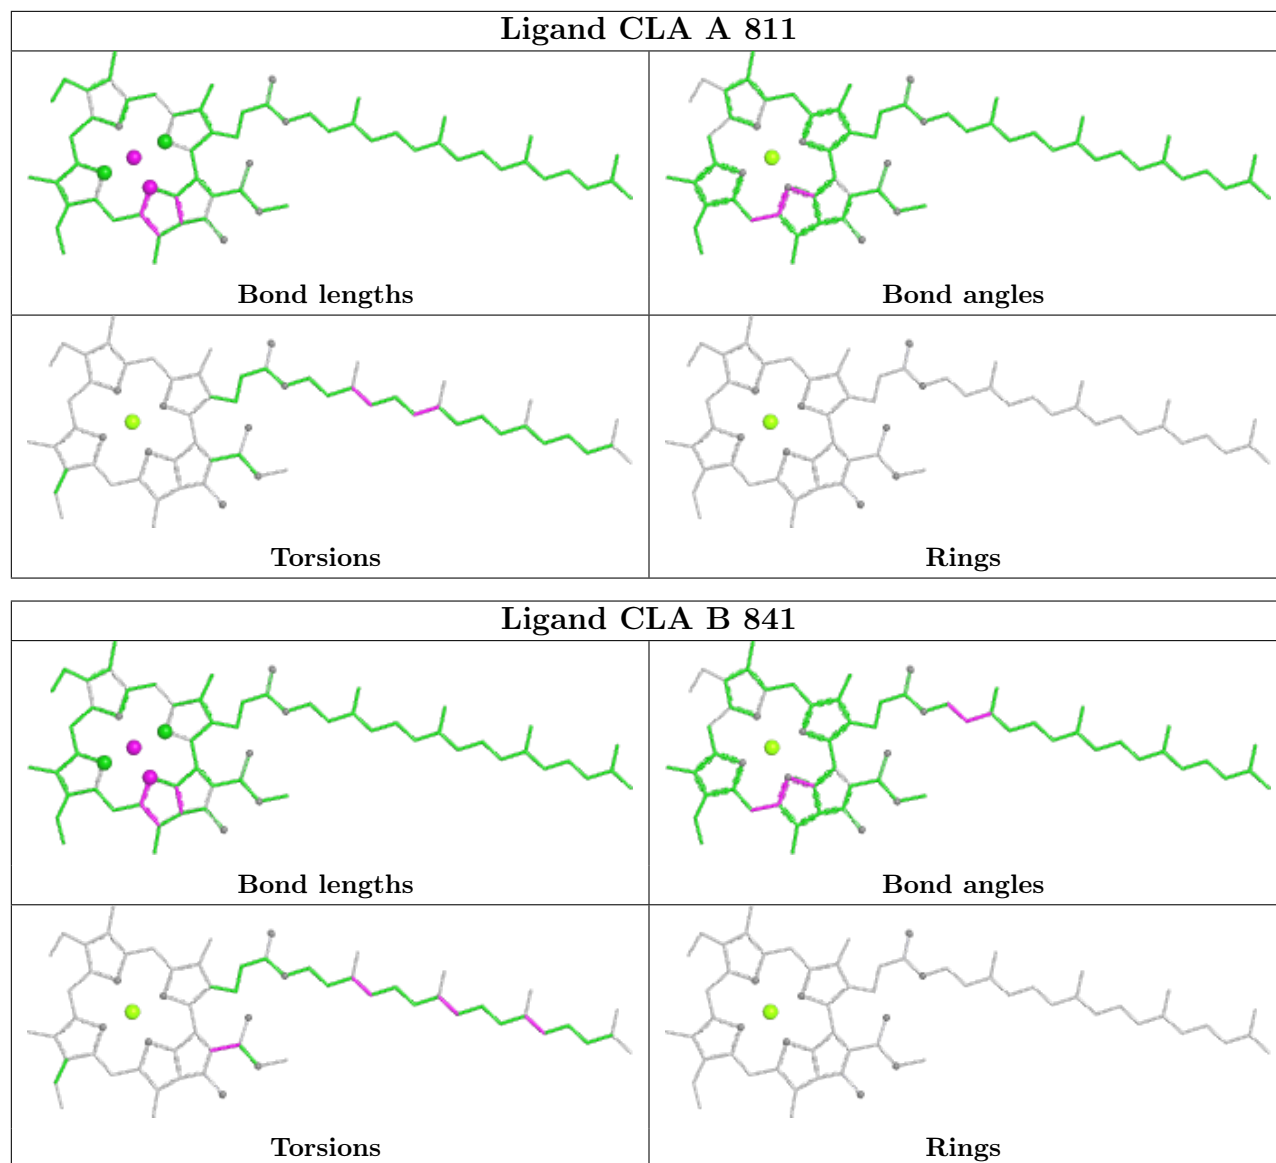 Ligand CLA A 811
Bond lengths
Bond angles
Torsions
Rings
Ligand CLA B 841
Bond lengths
Bond angles
Torsions
Rings